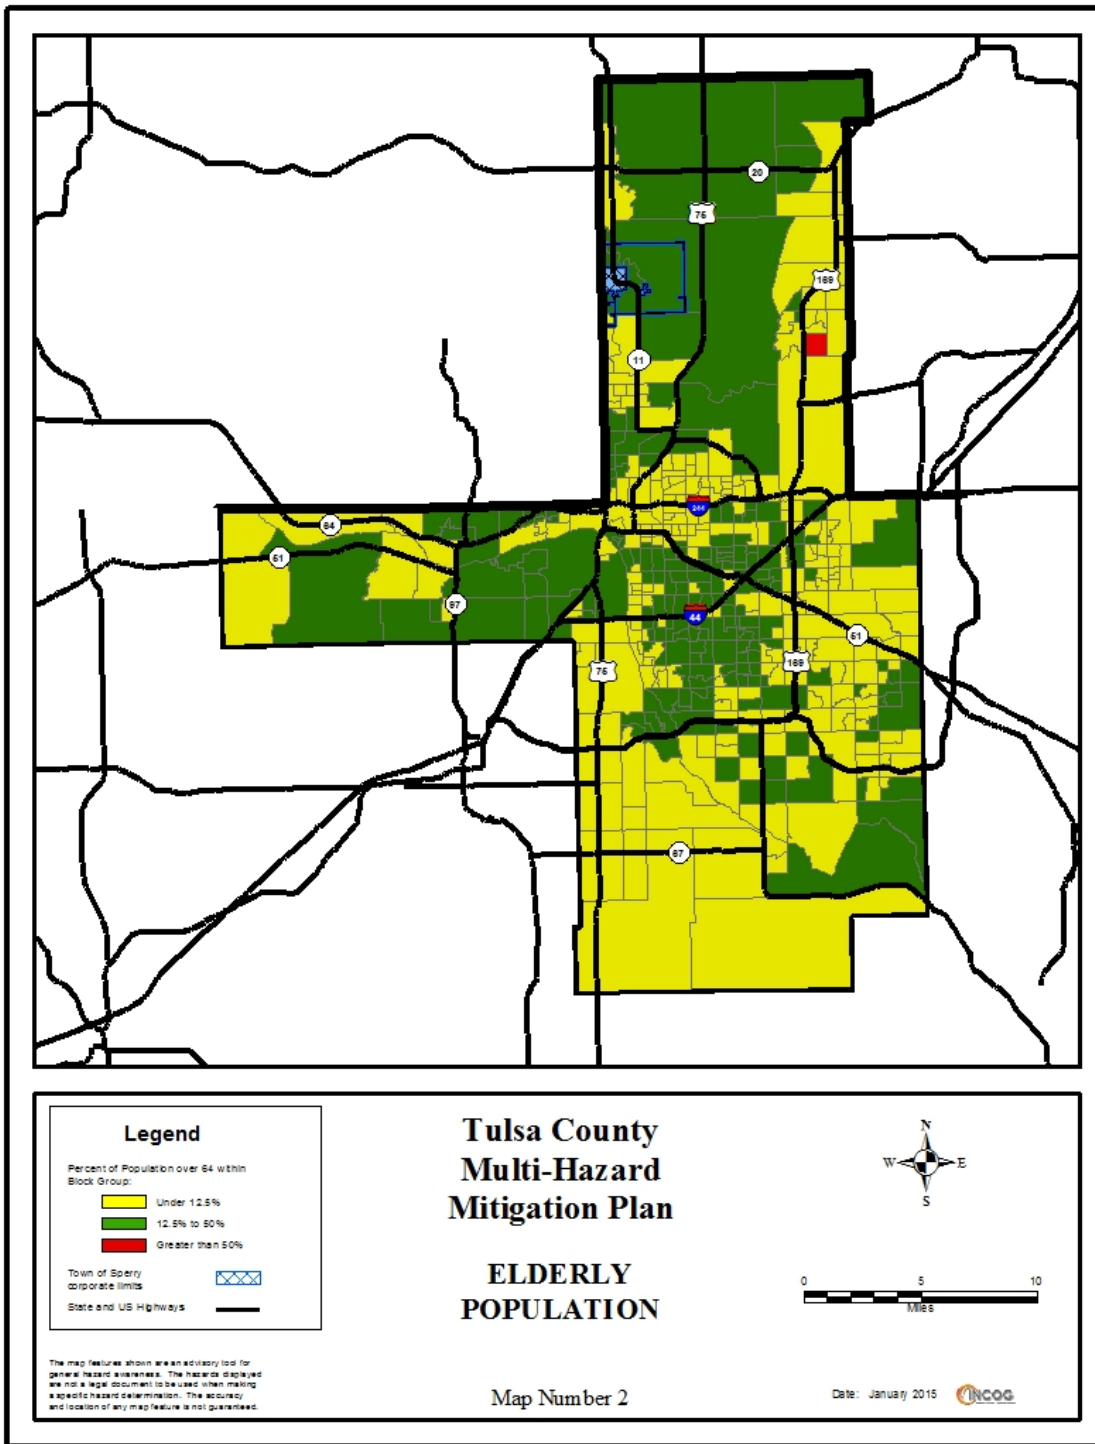 20
75
169
11
244
64
51
97
44
51
75
169
67
Legend
Percent of Population over 64 within
Block Group:
Under 12.5%
12.5% to 50%
Greater than 50%
Town of Sperry
corporate limits
State and US Highways
The map features shown are an advisory tool for
general hazard awareness. The hazards displayed
are not a legal document to be used when making
a specific hazard determination. The accuracy
and location of any map feature is not guaranteed.
Tulsa County
Multi-Hazard
Mitigation Plan
ELDERLY
POPULATION
Map Number 2
N
W E
S
0 5 10
Miles
Date: January 2015
INCOG